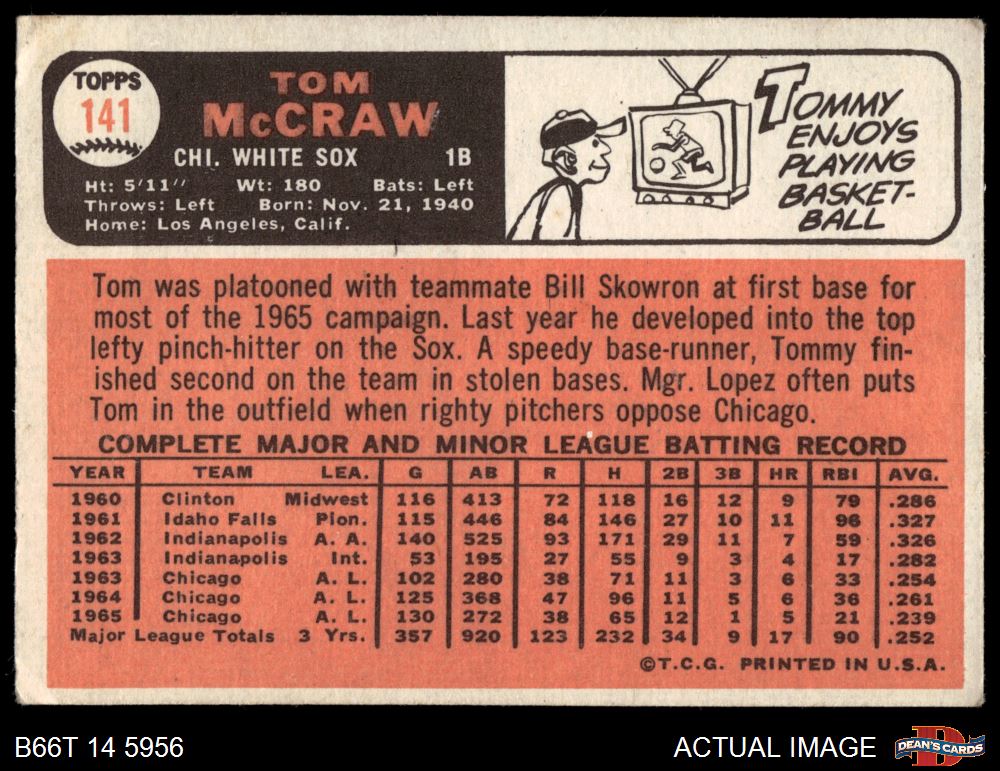 TOPPS
141
TOM
McCRAW
CHI. WHITE SOX 1B
Ht: 5'11" Wt: 180 Bats: Left
Throws: Left Born: Nov. 21, 1940
Home: Los Angeles, Calif.
TOMMY
ENJOYS
PLAYING
BASKET-
BALL
Tom was platooned with teammate Bill Skowron at first base for
most of the 1965 campaign. Last year he developed into the top
lefty pinch-hitter on the Sox. A speedy base-runner, Tommy fin-
ished second on the team in stolen bases. Mgr. Lopez often puts
Tom in the outfield when righty pitchers oppose Chicago.
COMPLETE MAJOR AND MINOR LEAGUE BATTING RECORD
YEAR TEAM LEA. G AB R H 2B 3B HR RBI AVG.
1960 Clinton Midwest 116 413 72 118 16 12 9 79 .286
1961 Idaho Falls Pion. 115 446 84 146 27 10 11 96 .327
1962 Indianapolis A. A. 140 525 93 171 29 11 7 59 .326
1963 Indianapolis Int. 53 195 27 55 9 3 4 17 .282
1963 Chicago A. L. 102 280 38 71 11 3 6 33 .254
1964 Chicago A. L. 125 368 47 96 11 5 6 36 .261
1965 Chicago A. L. 130 272 38 65 12 1 5 21 .239
Major League Totals 3 Yrs. 357 920 123 232 34 9 17 90 .252
©T.C.G. PRINTED IN U.S.A.
B66T 14 5956
ACTUAL IMAGE
DEAN'S CARDS